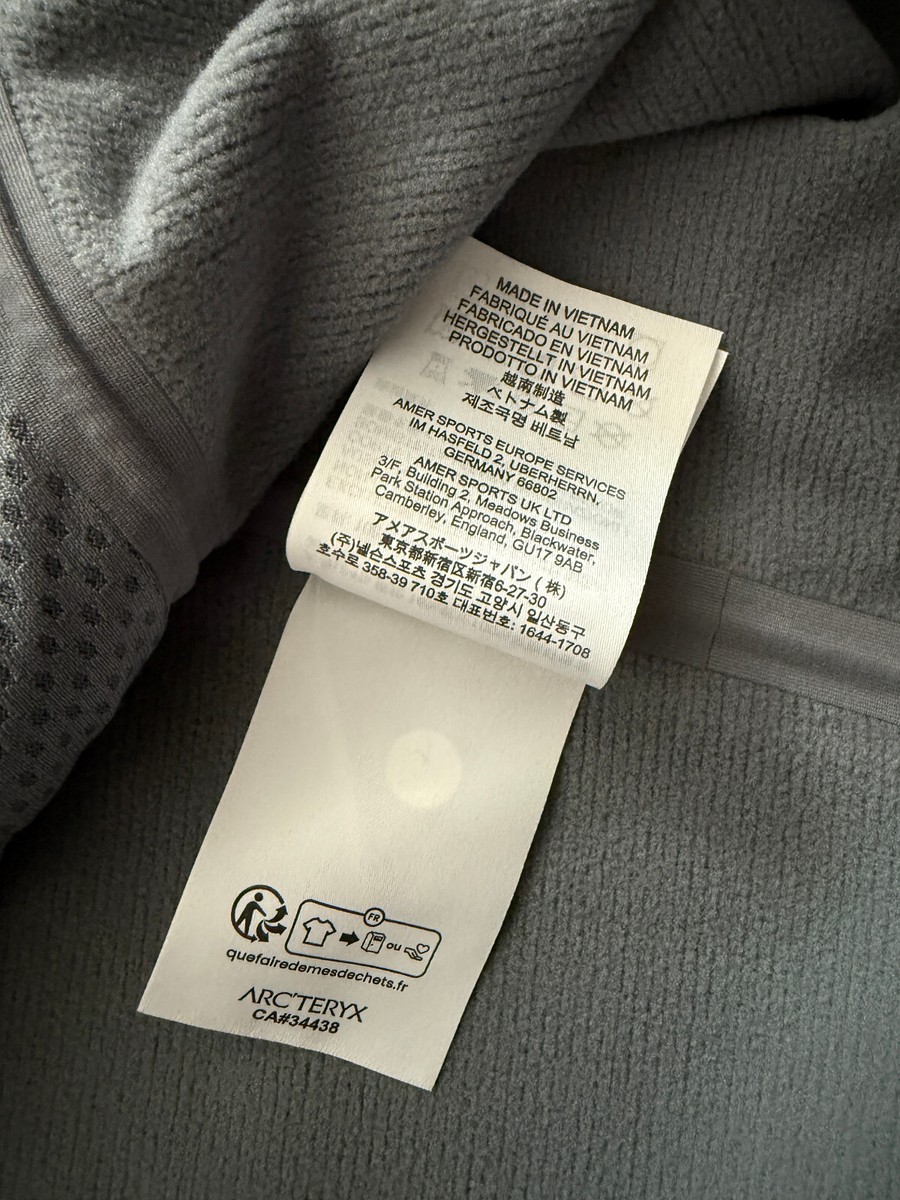 MADE IN VIETNAM
FABRIQUÉ AU VIETNAM
FABRICADO EN VIETNAM
HERGESTELLT IN VIETNAM
PRODOTTO IN VIETNAM
越南制造
ベトナム製
제조국명 베트남
AMER SPORTS EUROPE SERVICES
IM HASFELD 2, UBERHERRN,
GERMANY 66802
AMER SPORTS UK LTD
3/F, Building 2, Meadows Business
Park Station Approach, Blackwater,
Camberley, England, GU17 9AB
アメアスポーツジャパン(株)
東京都新宿区新宿6-27-30
(주)넬슨스포츠 경기도 고양시 일산동구
호수로 358-39 710호 대표번호: 1644-1708
FR
ou
quefairedemesdechets.fr
ARC'TERYX
CA#34438